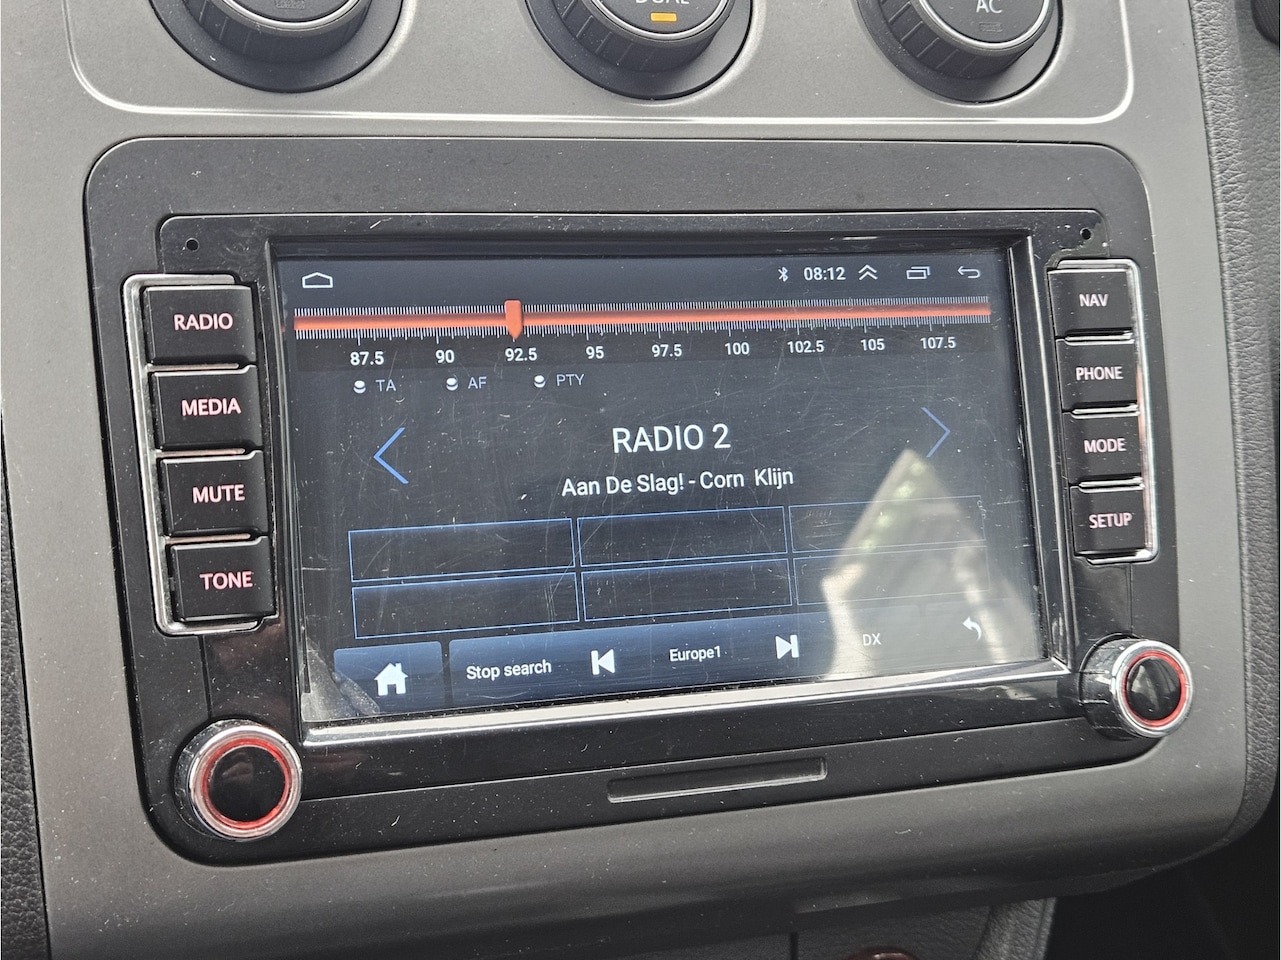 DUAL
AC
08:12
RADIO
MEDIA
MUTE
TONE
87.5 90 92.5 95 97.5 100 102.5 105 107.5
TA AF PTY
RADIO 2
Aan De Slag! - Corn Klijn
Stop search Europe1 DX
NAV
PHONE
MODE
SETUP